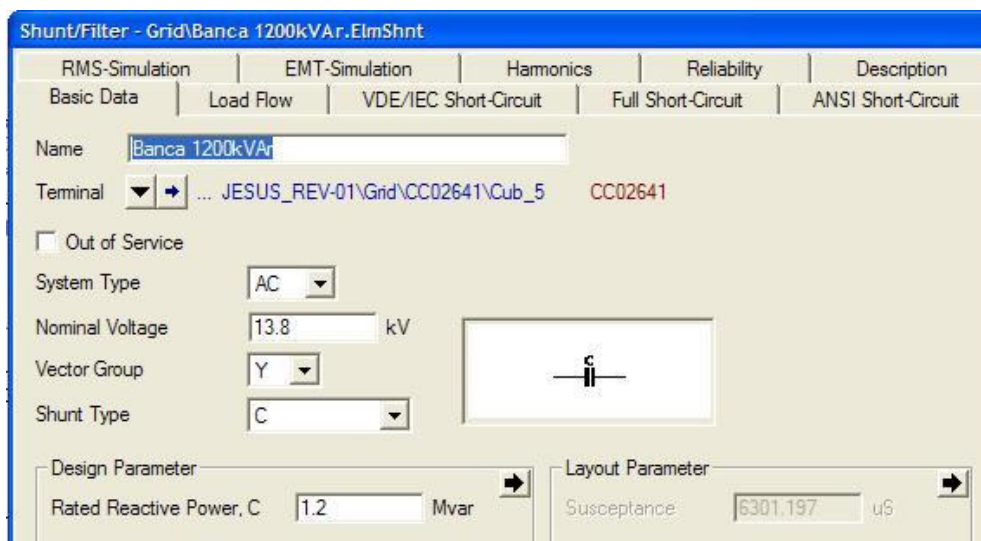 Shunt/Filter - Grid\Banca 1200kVAr.ElmShnt
RMS-Simulation EMT-Simulation Harmonics Reliability Description
Basic Data Load Flow VDE/IEC Short-Circuit Full Short-Circuit ANSI Short-Circuit
Name Banca 1200kVAr
Terminal ... JESUS_REV-01\Grid\CC02641\Cub_5 CC02641
Out of Service
System Type AC
Nominal Voltage 13.8 kV
Vector Group Y
Shunt Type C
C
Design Parameter Layout Parameter
Rated Reactive Power, C 1.2 Mvar Susceptance 6301.197 uS